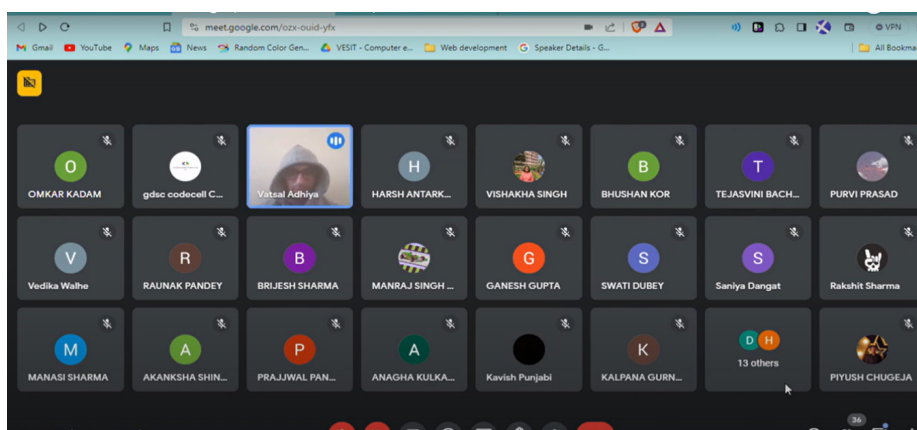 meet.google.com/ozx-ouid-yfx
VPN
Gmail YouTube Maps News Random Color Gen... VESIT - Computer e... Web development Speaker Details - G...
All Bookma
O H B T
OMKAR KADAM gdsc codecell C... Vatsal Adhiya HARSH ANTARK... VISHAKHA SINGH BHUSHAN KOR TEJASVINI BACH... PURVI PRASAD
V R B G S S
Vedika Walhe RAUNAK PANDEY BRIJESH SHARMA MANRAJ SINGH ... GANESH GUPTA SWATI DUBEY Saniya Dangat Rakshit Sharma
M A P A K D H
13 others
MANASI SHARMA AKANKSHA SHIN... PRAJJWAL PAN... ANAGHA KULKA... Kavish Punjabi KALPANA GURN... PIYUSH CHUGEJA
36